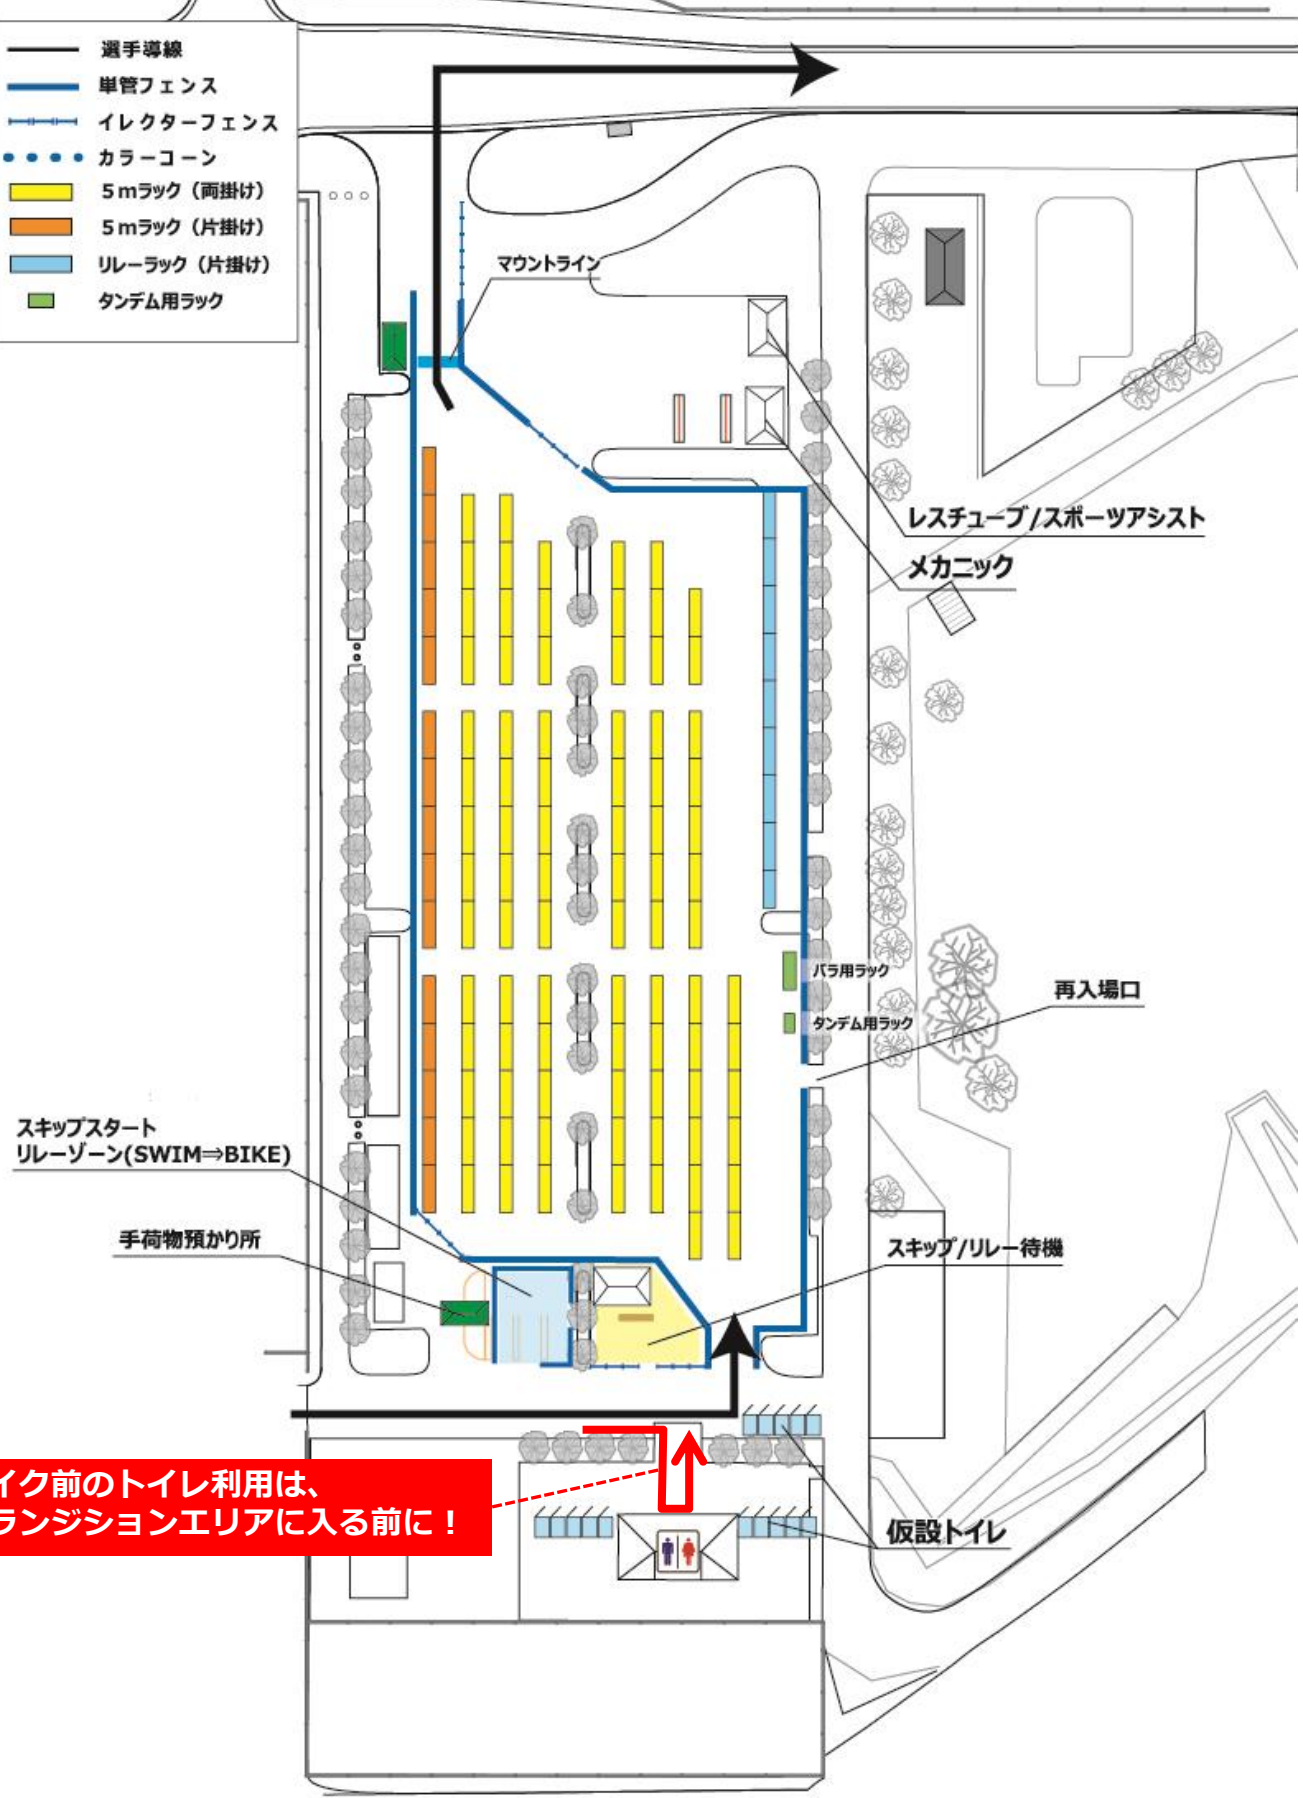 選手導線
単管フェンス
イレクターフェンス
カラーコーン
5mラック（両掛け）
5mラック（片掛け）
リレーラック（片掛け）
タンデム用ラック
マウントライン
レスチューブ/スポーツアシスト
メカニック
パラ用ラック
タンデム用ラック
再入場口
スキップスタート
リレーゾーン(SWIM⇒BIKE)
手荷物預かり所
スキップ/リレー待機
イク前のトイレ利用は、
ランジションエリアに入る前に！
仮設トイレ